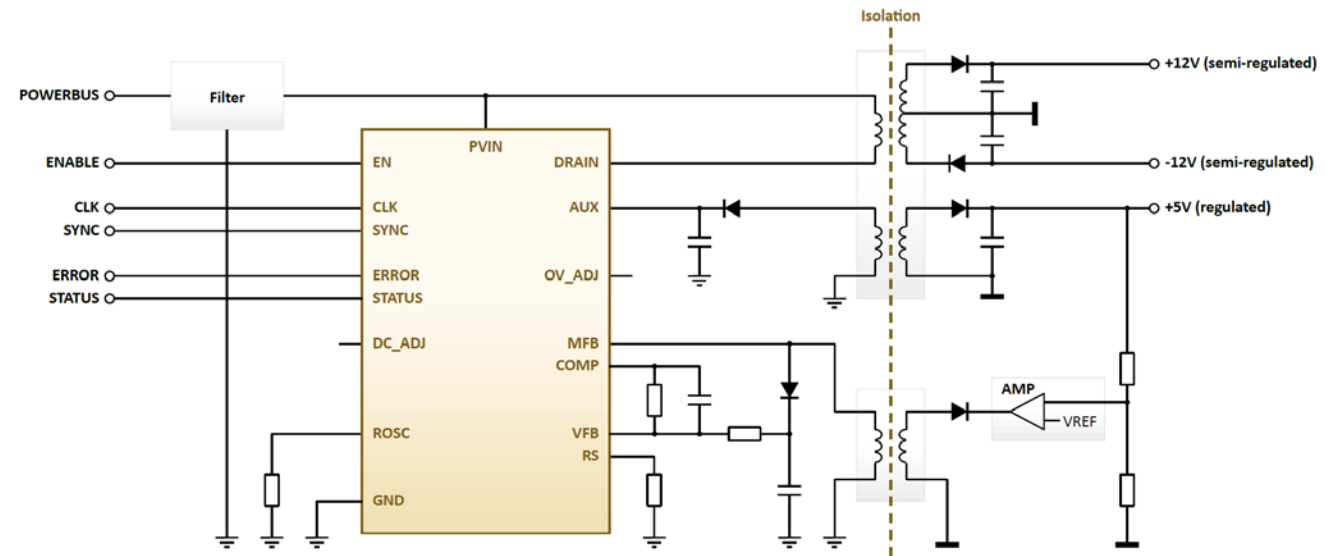 Isolation
+12V (semi-regulated)
POWERBUS
Filter
PVIN
ENABLE
EN
DRAIN
-12V (semi-regulated)
CLK
CLK
AUX
+5V (regulated)
SYNC
SYNC
ERROR
ERROR
OV_ADJ
STATUS
STATUS
DC_ADJ
MFB
COMP
AMP
VREF
ROSC
VFB
RS
GND